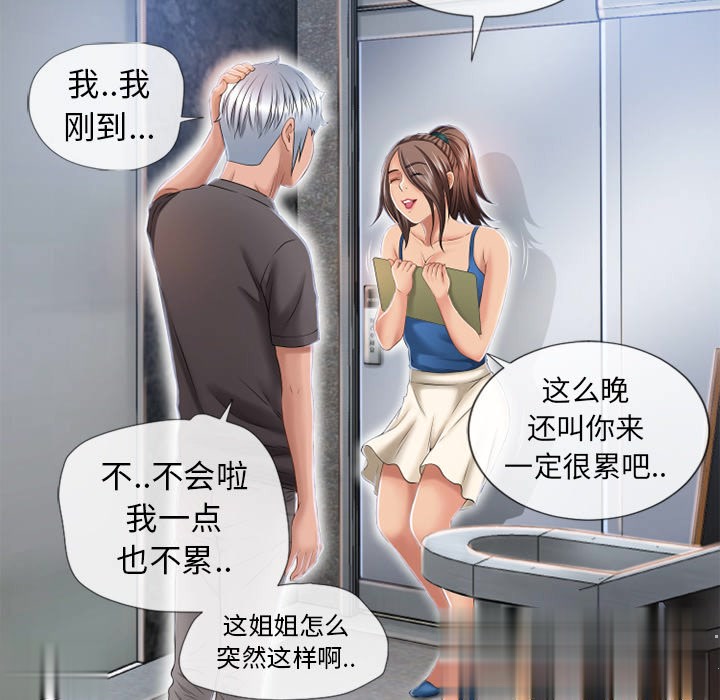 我..我
刚到...
这么晚
还叫你来
一定很累吧..
不..不会啦
我一点
也不累..
这姐姐怎么
突然这样啊..